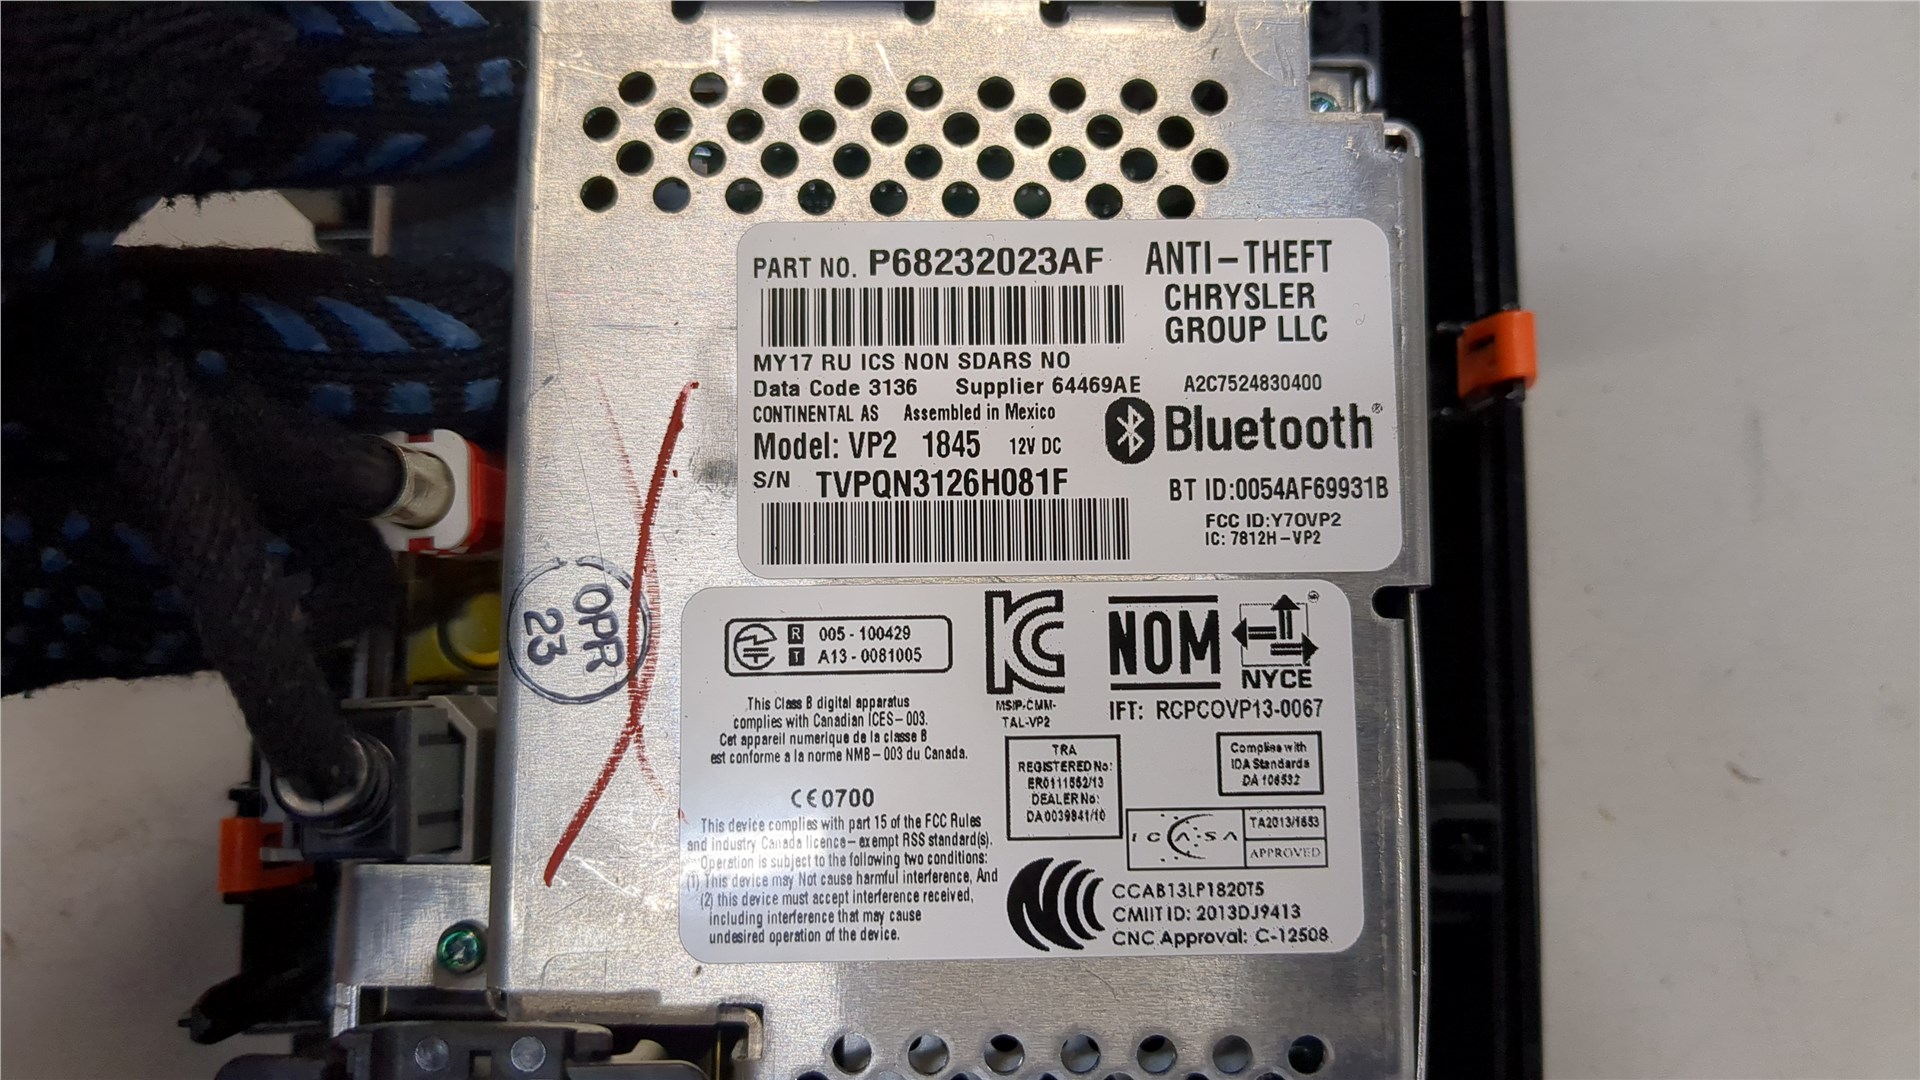 PART NO. P68232023AF
ANTI-THEFT
CHRYSLER
GROUP LLC
MY17 RU ICS NON SDARS NO
Data Code 3136 Supplier 64469AE A2C7524830400
CONTINENTAL AS Assembled in Mexico
Bluetooth®
Model: VP2 1845 12V DC
S/N TVPQN3126H081F
BT ID:0054AF69931B
FCC ID:Y7OVP2
IC: 7812H-VP2
OPR
23
R 005-100429
T A13-0081005
MSIP-CMM-
TAL-VP2
NOM
NYCE
IFT: RCPCOVP13-0067
This Class B digital apparatus
complies with Canadian ICES-003.
Cet appareil numerique de la classe B
est conforme a la norme NMB-003 du Canada.
CE0700
This device complies with part 15 of the FCC Rules
and industry Canada licence-exempt RSS standard(s).
Operation is subject to the following two conditions:
(1) This device may Not cause harmful interference, And
(2) this device must accept interference received,
including interference that may cause
undesired operation of the device.
TRA
REGISTERED No:
ER0111552/13
DEALER No:
DA0039841/10
Complies with
IDA Standards
DA 106532
ICASA
TA2013/1653
APPROVED
CCAB13LP1820T5
CMIIT ID: 2013DJ9413
CNC Approval: C-12508